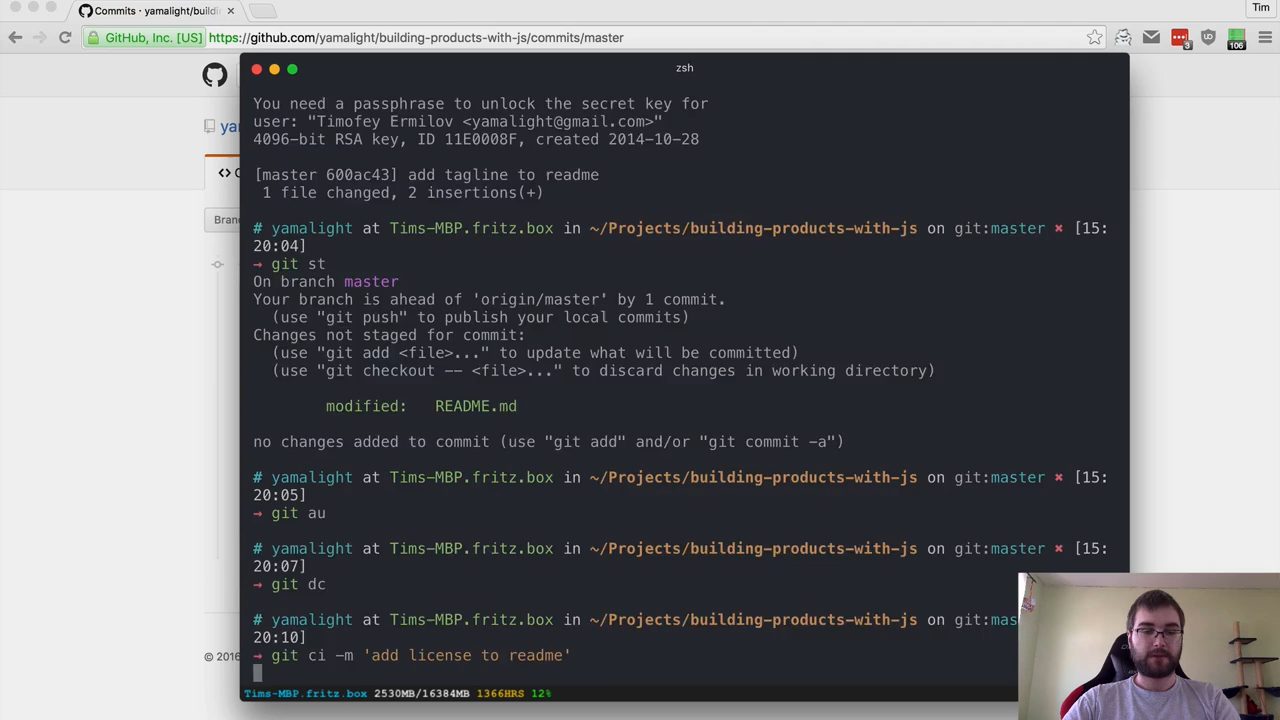 Commits · yamalight/buildi
Tim
GitHub, Inc. [US] https://github.com/yamalight/building-products-with-js/commits/master
3
106
zsh
You need a passphrase to unlock the secret key for
user: "Timofey Ermilov <yamalight@gmail.com>"
4096-bit RSA key, ID 11E0008F, created 2014-10-28
[master 600ac43] add tagline to readme
1 file changed, 2 insertions(+)
# yamalight at Tims-MBP.fritz.box in ~/Projects/building-products-with-js on git:master ✖ [15:
20:04]
→ git st
On branch master
Your branch is ahead of 'origin/master' by 1 commit.
(use "git push" to publish your local commits)
Changes not staged for commit:
(use "git add <file>..." to update what will be committed)
(use "git checkout -- <file>..." to discard changes in working directory)
modified: README.md
no changes added to commit (use "git add" and/or "git commit -a")
# yamalight at Tims-MBP.fritz.box in ~/Projects/building-products-with-js on git:master ✖ [15:
20:05]
→ git au
# yamalight at Tims-MBP.fritz.box in ~/Projects/building-products-with-js on git:master ✖ [15:
20:07]
→ git dc
# yamalight at Tims-MBP.fritz.box in ~/Projects/building-products-with-js on git:mas
20:10]
→ git ci -m 'add license to readme'
Tims-MBP.fritz.box 2530MB/16384MB 1366HRS 12%
ya
<> C
Bran
© 2016